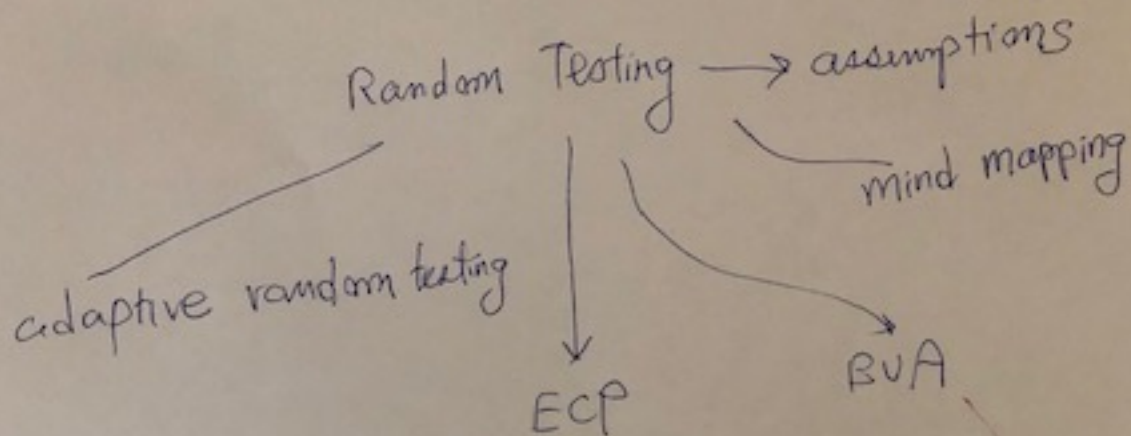 Random Testing → assumptions
mind mapping
adaptive random testing
ECP
BVA